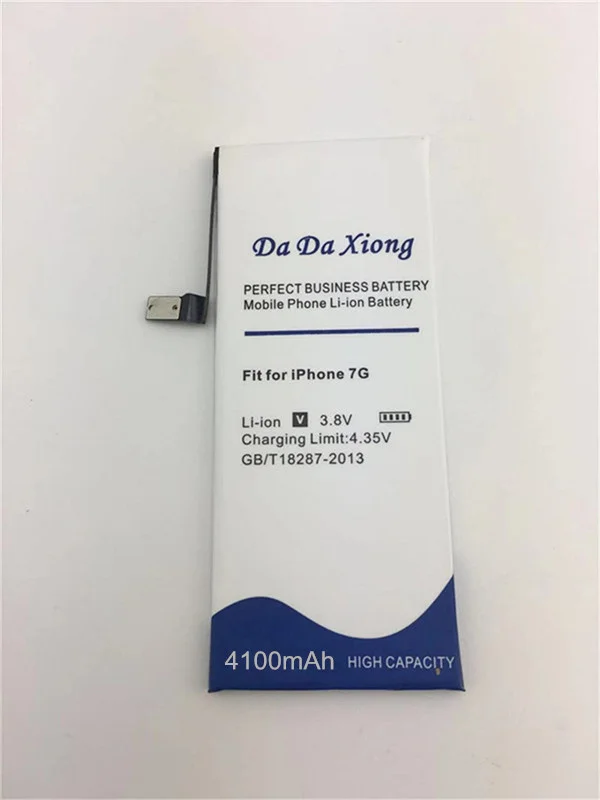 Da Da Xiong
PERFECT BUSINESS BATTERY
Mobile Phone Li-ion Battery
Fit for iPhone 7G
LI-ion V 3.8V
Charging Limit:4.35V
GB/T18287-2013
4100mAh HIGH CAPACITY